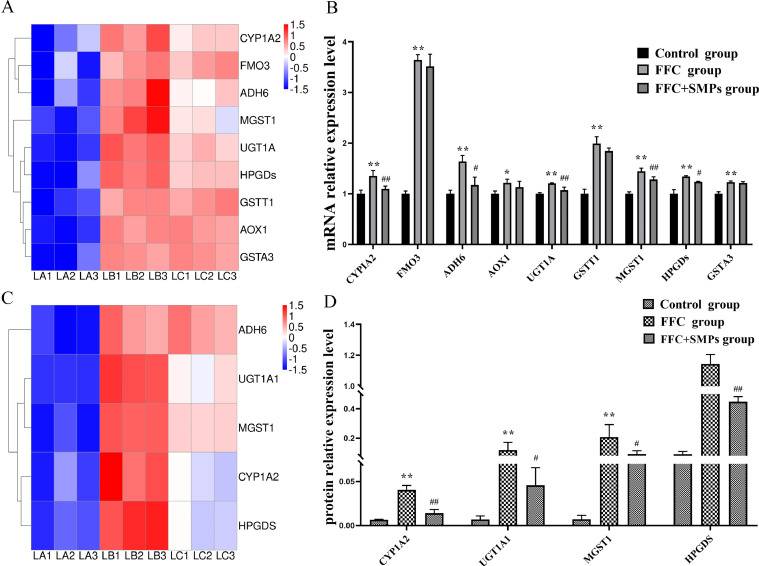 A
1.5
1
0.5
0
-0.5
-1
-1.5
CYP1A2
FMO3
ADH6
MGST1
UGT1A
HPGDs
GSTT1
AOX1
GSTA3
LA1 LA2 LA3 LB1 LB2 LB3 LC1 LC2 LC3
B
mRNA relative expression level
4
3
2
1
0
Control group
FFC group
FFC+SMPs group
** ## ** ** # * ** ## ** ** ## ** # **
CYP1A2 FMO3 ADH6 AOX1 UGT1A GSTT1 MGST1 HPGDs GSTA3
C
1.5
1
0.5
0
-0.5
-1
-1.5
ADH6
UGT1A1
MGST1
CYP1A2
HPGDS
LA1 LA2 LA3 LB1 LB2 LB3 LC1 LC2 LC3
D
protein relative expression level
1.4
1.2
1.0
0.4
0.2
0.05
0.00
Control group
FFC group
FFC+SMPs group
** ## ** # ** # ##
CYP1A2 UGT1A1 MGST1 HPGDS